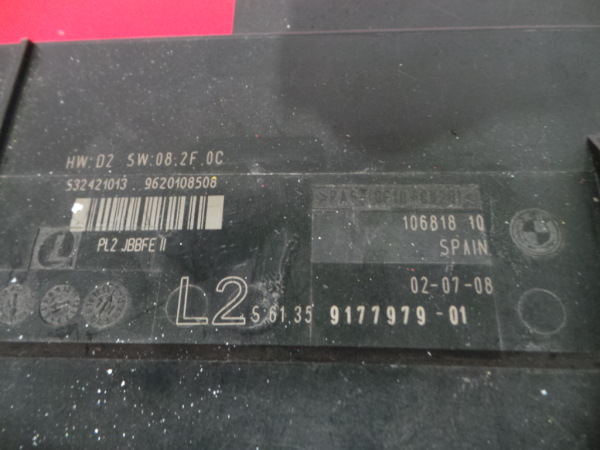 HW:D2 SW:08.2F.0C
532421013 9620108508
PL2 JBBFE II
106818 10
SPAIN
02-07-08
L2 S 61.35 9177979-01